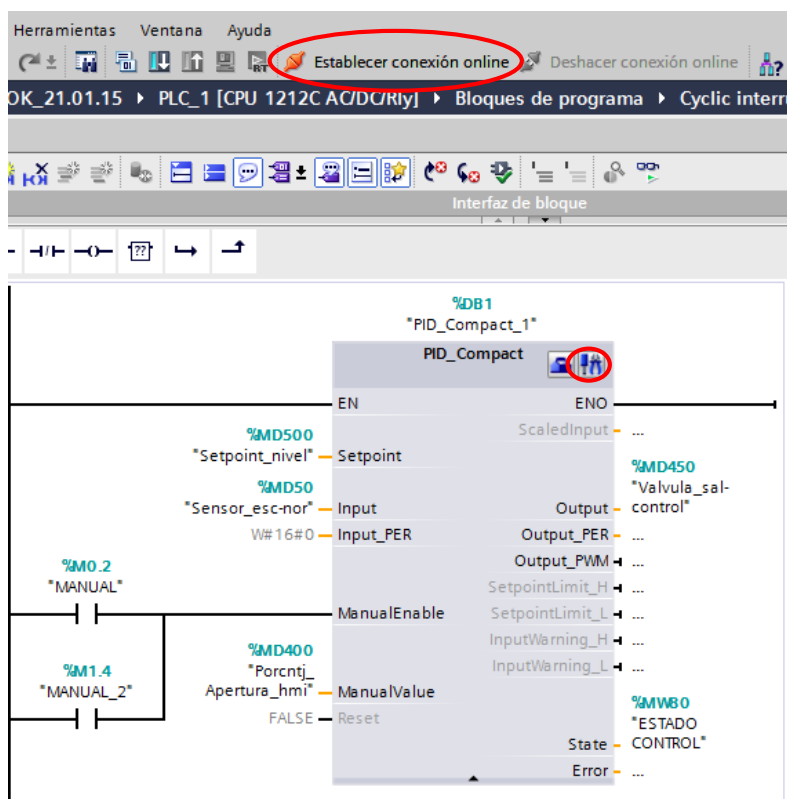 Herramientas Ventana Ayuda
RT Establecer conexión online Deshacer conexión online
OK_21.01.15 PLC_1 [CPU 1212C AC/DC/Rly] Bloques de programa Cyclic interr
Interfaz de bloque
??
%DB1
"PID_Compact_1"
PID_Compact
EN ENO
ScaledInput ...
%MD500
"Setpoint_nivel" Setpoint
%MD450
"Valvula_sal-
control"
%MD50
"Sensor_esc-nor" Input Output
W#16#0 Input_PER Output_PER ...
Output_PWM ...
%M0.2
"MANUAL"
SetpointLimit_H ...
ManualEnable SetpointLimit_L ...
InputWarning_H ...
InputWarning_L ...
%M1.4
"MANUAL_2"
%MD400
"Porcntj_
Apertura_hmi" ManualValue
FALSE Reset
%MW80
"ESTADO
CONTROL"
State
Error ...